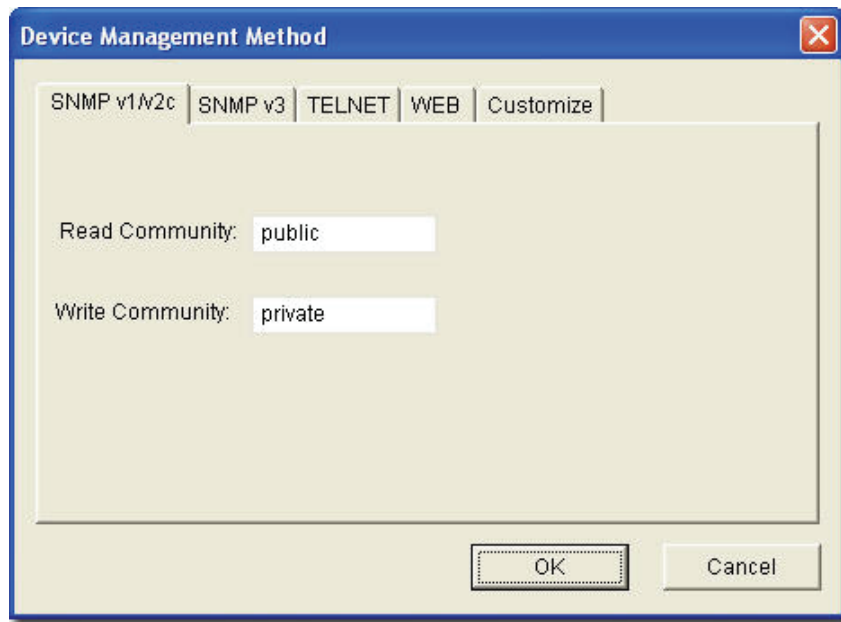 Device Management Method
SNMP v1/v2c SNMP v3 TELNET WEB Customize
Read Community: public
Write Community: private
OK Cancel